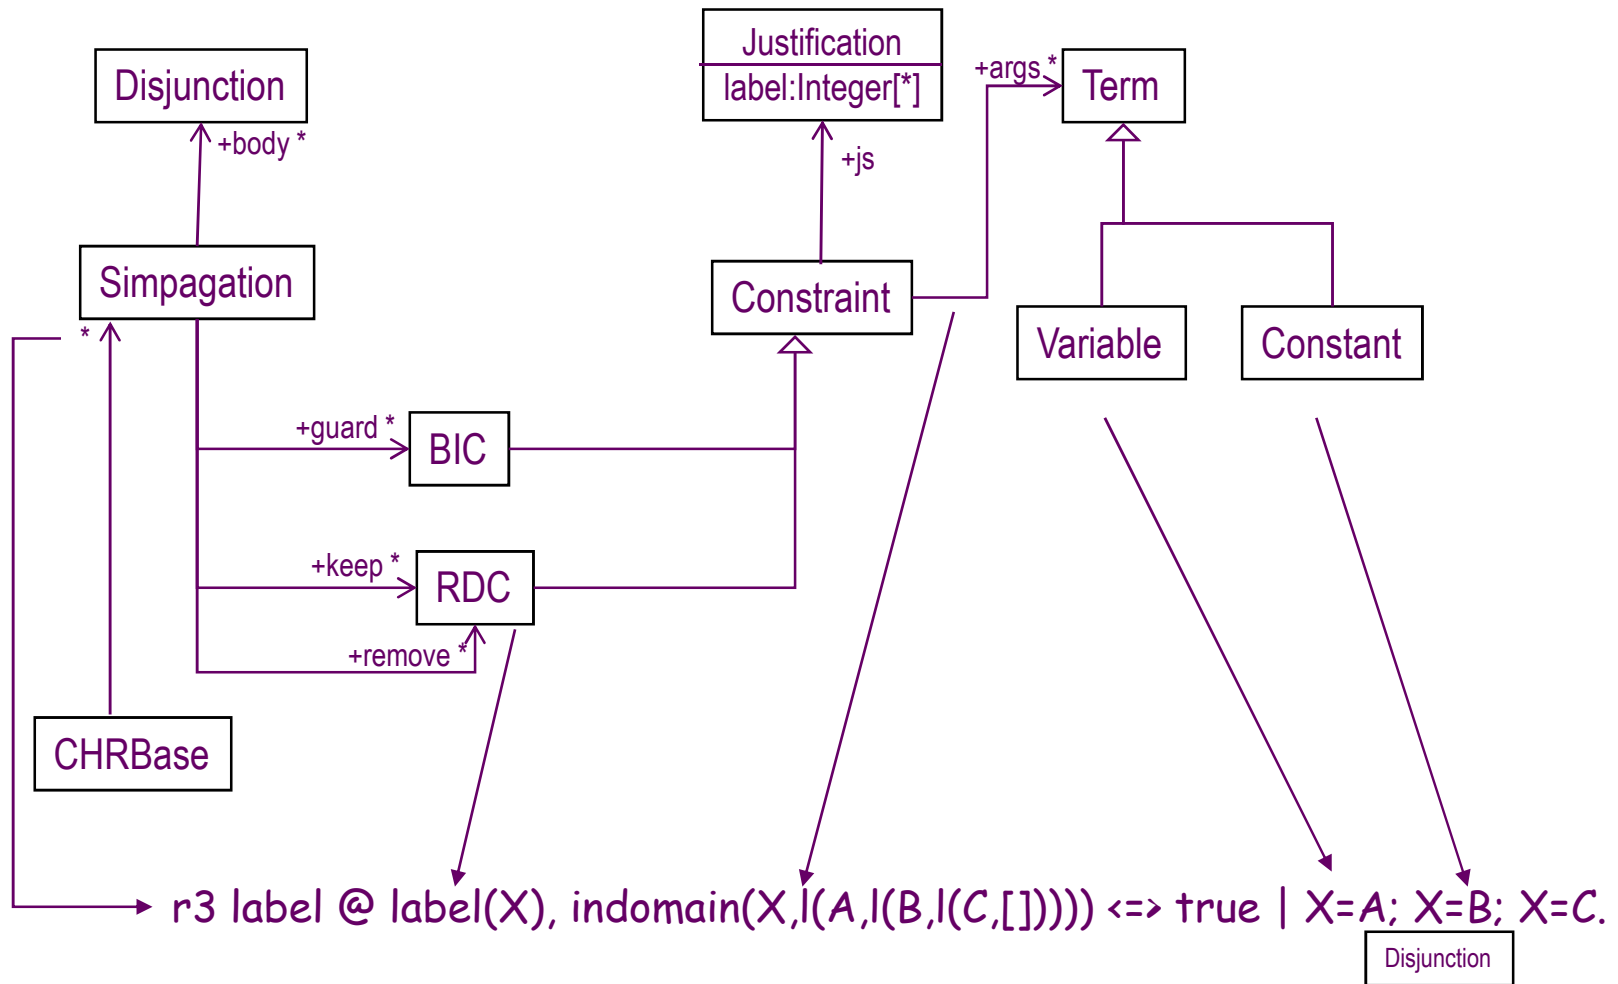 Justification
label:Integer[*]
+args *
Term
Disjunction
+body *
+js
Simpagation
Constraint
*
Variable
Constant
+guard *
BIC
+keep *
RDC
+remove *
CHRBase
r3 label @ label(X), indomain(X,l(A,l(B,l(C,[])))) <=> true | X=A; X=B; X=C.
Disjunction